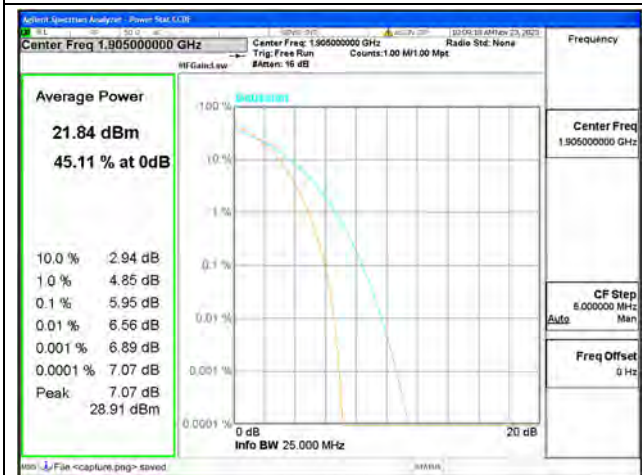 Agilent Spectrum Analyzer - Power Stat CCDF
Center Freq 1.905000000 GHz
Center Freq: 1.905000000 GHz
Trig: Free Run
Counts:1.00 M/1.00 Mpt
#IFGain:Low
#Atten: 16 dB
Radio Std: None
Frequency
Average Power
21.84 dBm
45.11 % at 0dB
10.0 % 2.94 dB
1.0 % 4.85 dB
0.1 % 5.95 dB
0.01 % 6.56 dB
0.001 % 6.89 dB
0.0001 % 7.07 dB
Peak 7.07 dB
28.91 dBm
100 %
Gaussian
10 %
1 %
0.1 %
0.01 %
0.001 %
0.0001 %
0 dB
20 dB
Info BW 25.000 MHz
Center Freq
1.905000000 GHz
CF Step
6.000000 MHz
Auto Man
Freq Offset
0 Hz
MSG File <capture.png> saved
STATUS